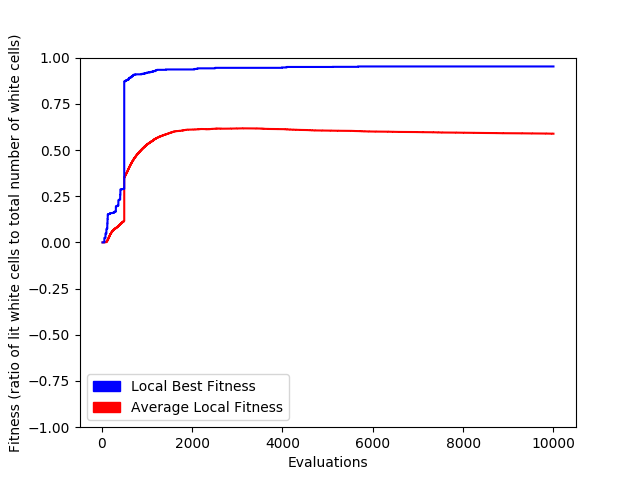 Fitness (ratio of lit white cells to total number of white cells)
1.00
0.75
0.50
0.25
0.00
−0.25
−0.50
−0.75
−1.00
Local Best Fitness
Average Local Fitness
0 2000 4000 6000 8000 10000
Evaluations